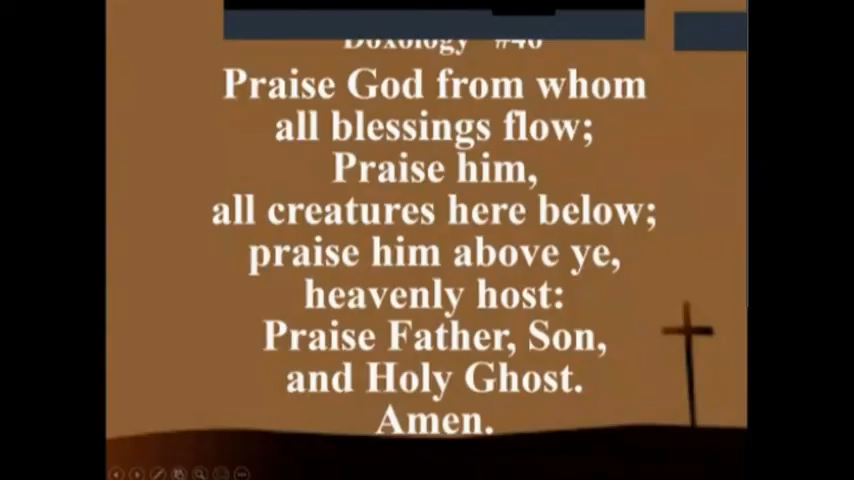 Doxology
Praise God from whom
all blessings flow;
Praise him,
all creatures here below;
praise him above ye,
heavenly host:
Praise Father, Son,
and Holy Ghost.
Amen.